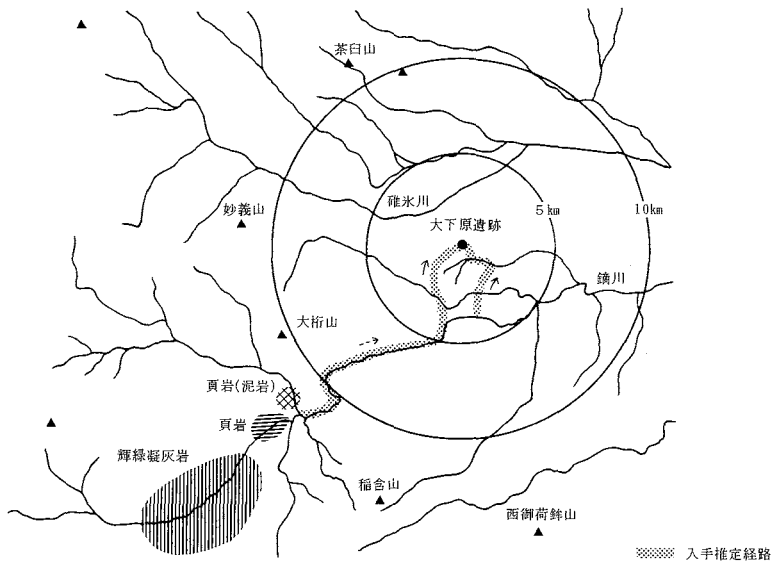 茶臼山
碓氷川
妙義山
大下原遺跡
5㎞
10㎞
鏑川
大桁山
頁岩(泥岩)
頁岩
輝緑凝灰岩
稲含山
西御荷鉾山
入手推定経路